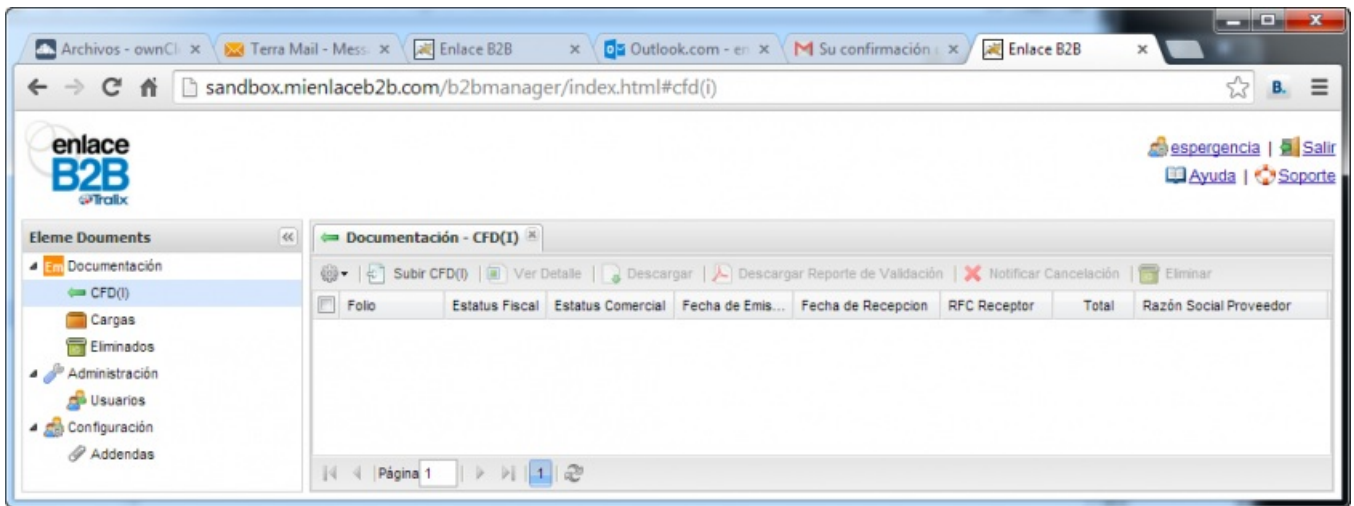 Archivos - ownCl
Terra Mail - Mess
Enlace B2B
Outlook.com - en
Su confirmación
Enlace B2B
sandbox.mienlaceb2b.com/b2bmanager/index.html#cfd(i)
B.
enlace
B2B
Tralix
espergencia | Salir
Ayuda | Soporte
Eleme Douments
Documentación - CFD(I)
Em Documentación
CFD(I)
Cargas
Eliminados
Administración
Usuarios
Configuración
Addendas
Subir CFD(I) | Ver Detalle | Descargar | Descargar Reporte de Validación | Notificar Cancelación | Eliminar
Folio Estatus Fiscal Estatus Comercial Fecha de Emis... Fecha de Recepcion RFC Receptor Total Razón Social Proveedor
Página 1 1